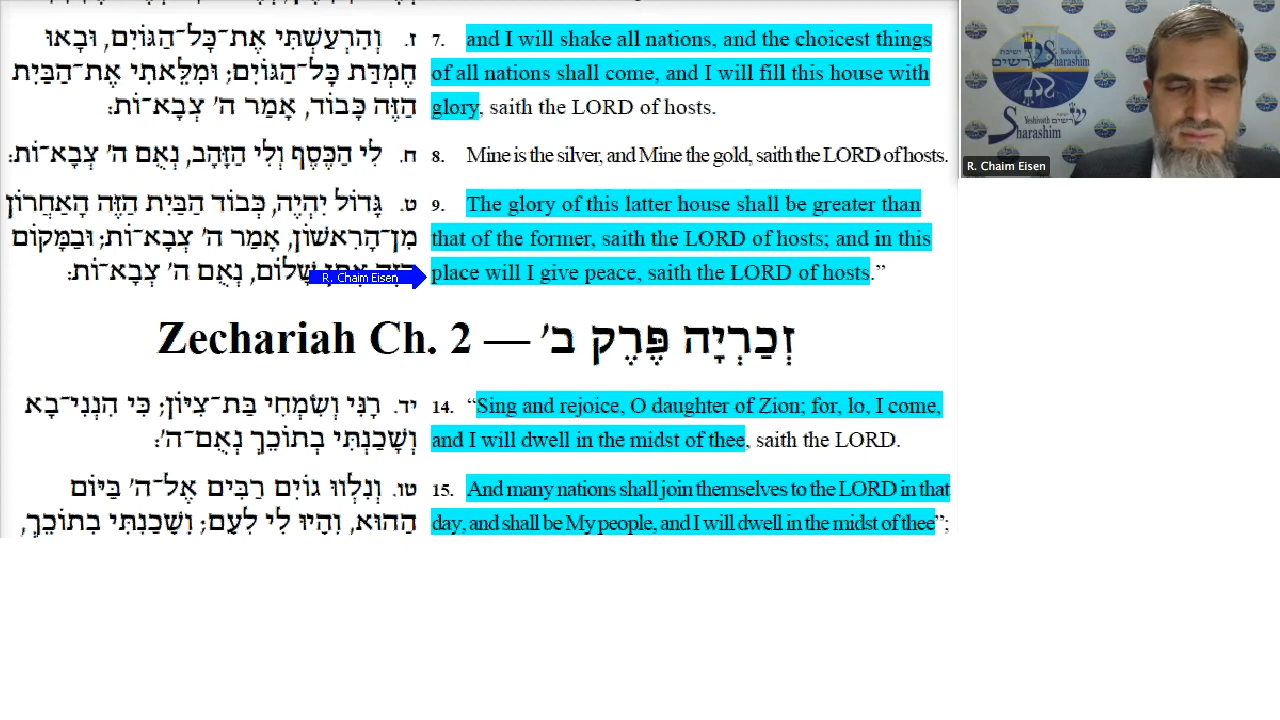 ז. וְהִרְעַשְׁתִּי אֶת־כָּל־הַגּוֹיִם, וּבָאוּ
חֶמְדַּת כָּל־הַגּוֹיִם; וּמִלֵּאתִי אֶת־הַבַּיִת
הַזֶּה כָּבוֹד, אָמַר ה' צְבָא־וֹת:
7. and I will shake all nations, and the choicest things
of all nations shall come, and I will fill this house with
glory, saith the LORD of hosts.
ח. לִי הַכֶּסֶף וְלִי הַזָּהָב, נְאֻם ה' צְבָא־וֹת:
8. Mine is the silver, and Mine the gold, saith the LORD of hosts.
ט. גָּדוֹל יִהְיֶה, כְּבוֹד הַבַּיִת הַזֶּה הָאַחֲרוֹן
מִן־הָרִאשׁוֹן, אָמַר ה' צְבָא־וֹת; וּבַמָּקוֹם
שָׁלוֹם, נְאֻם ה' צְבָא־וֹת:
R. Chaim Eisen
9. The glory of this latter house shall be greater than
that of the former, saith the LORD of hosts; and in this
place will I give peace, saith the LORD of hosts.”
Zechariah Ch. 2 — זְכַרְיָה פֶּרֶק ב'
יד. רָנִּי וְשִׂמְחִי בַּת־צִיּוֹן; כִּי הִנְנִי־בָא
וְשָׁכַנְתִּי בְתוֹכֵךְ נְאֻם־ה':
14. “Sing and rejoice, O daughter of Zion; for, lo, I come,
and I will dwell in the midst of thee, saith the LORD.
טו. וְנִלְווּ גוֹיִם רַבִּים אֶל־ה' בַּיּוֹם
הַהוּא, וְהָיוּ לִי לְעָם; וְשָׁכַנְתִּי בְתוֹכֵךְ,
15. And many nations shall join themselves to the LORD in that
day, and shall be My people, and I will dwell in the midst of thee”;
ישיבת
שרשים
Sharashim
Yeshivath שרשים
Sharashim
R. Chaim Eisen